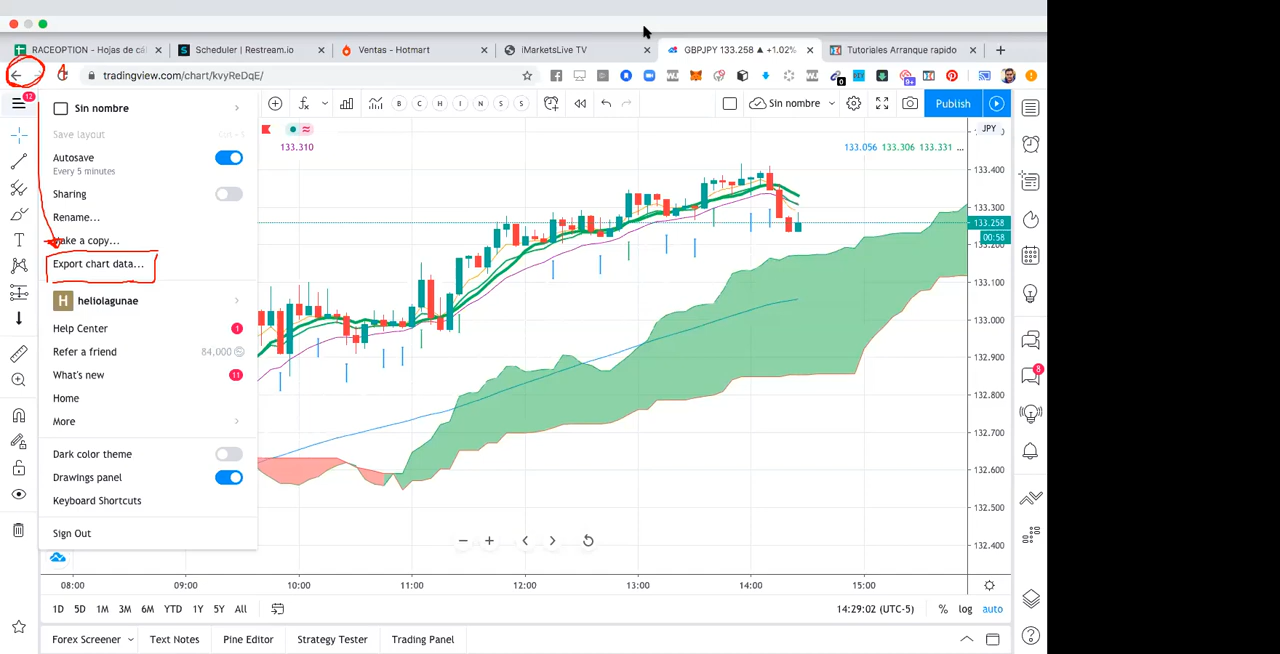 RACEOPTION - Hojas de cá
Scheduler | Restream.io
Ventas - Hotmart
iMarketsLive TV
GBPJPY 133.258 ▲ +1.02%
Tutoriales Arranque rapido
tradingview.com/chart/kvyReDqE/
12
Sin nombre
B C H I N S S
Sin nombre
Publish
Save layout
Autosave
Every 5 minutes
Sharing
Rename...
Make a copy...
Export chart data...
H heliolagunae
Help Center 1
Refer a friend 84,000
What's new 11
Home
More
Dark color theme
Drawings panel
Keyboard Shortcuts
Sign Out
133.310
133.056 133.306 133.331 ...
JPY
133.400
133.300
133.258
00:58
133.200
133.100
133.000
132.900
132.800
132.700
132.600
132.500
132.400
8
08:00 09:00 10:00 11:00 12:00 13:00 14:00 15:00
1D 5D 1M 3M 6M YTD 1Y 5Y All
14:29:02 (UTC-5) % log auto
Forex Screener Text Notes Pine Editor Strategy Tester Trading Panel